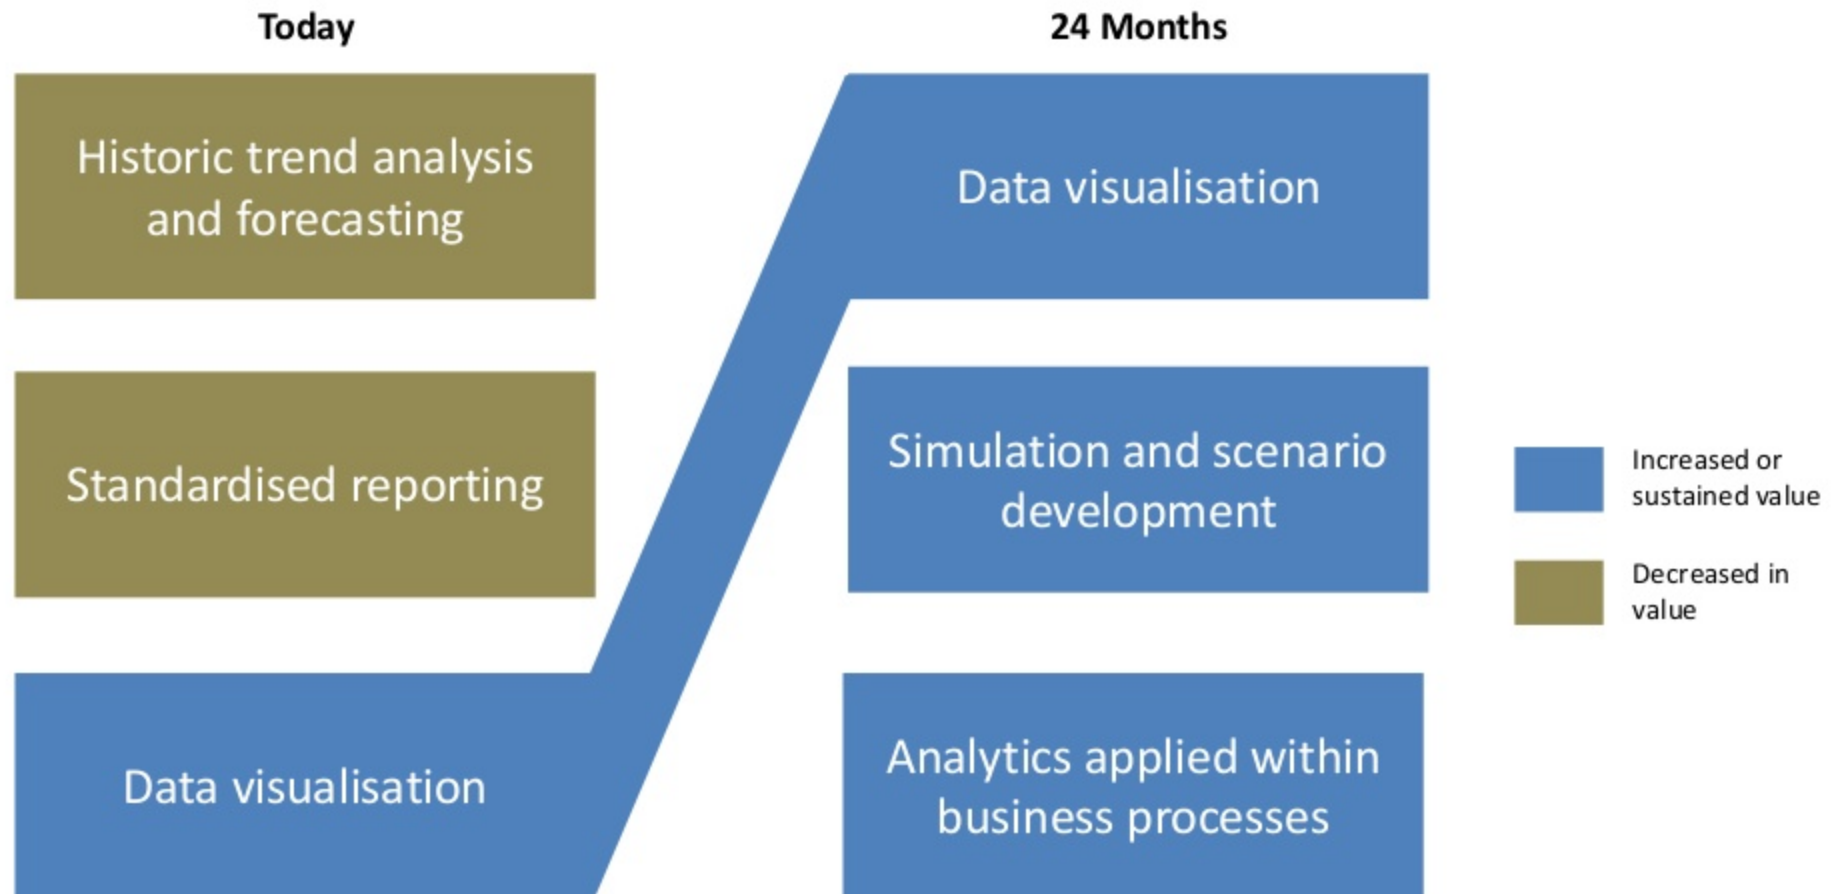 Today
Historic trend analysis
and forecasting
Standardised reporting
Data visualisation
24 Months
Data visualisation
Simulation and scenario
development
Analytics applied within
business processes
Increased or
sustained value
Decreased in
value